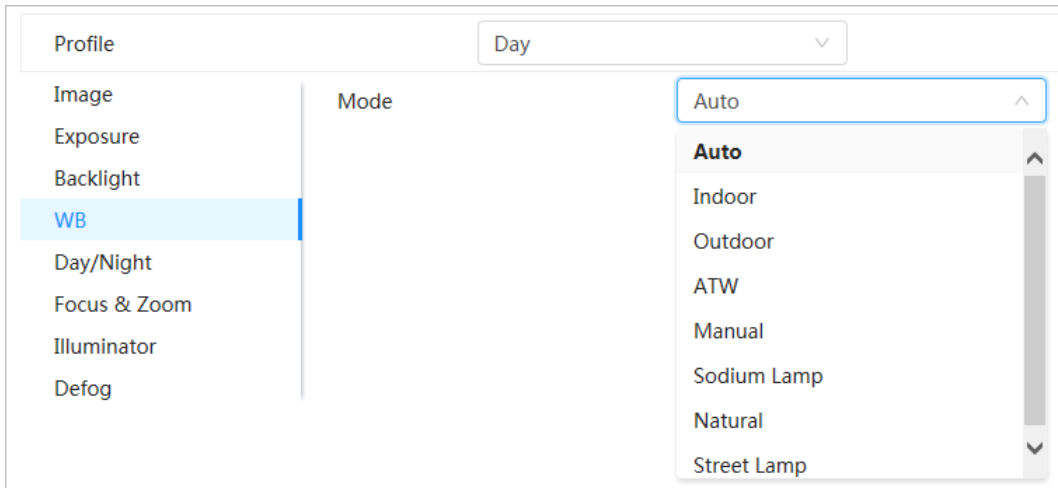 Profile Day
Image Mode Auto
Exposure
Auto
Backlight
Indoor
WB
Outdoor
Day/Night
ATW
Focus & Zoom
Manual
Illuminator
Sodium Lamp
Defog
Natural
Street Lamp